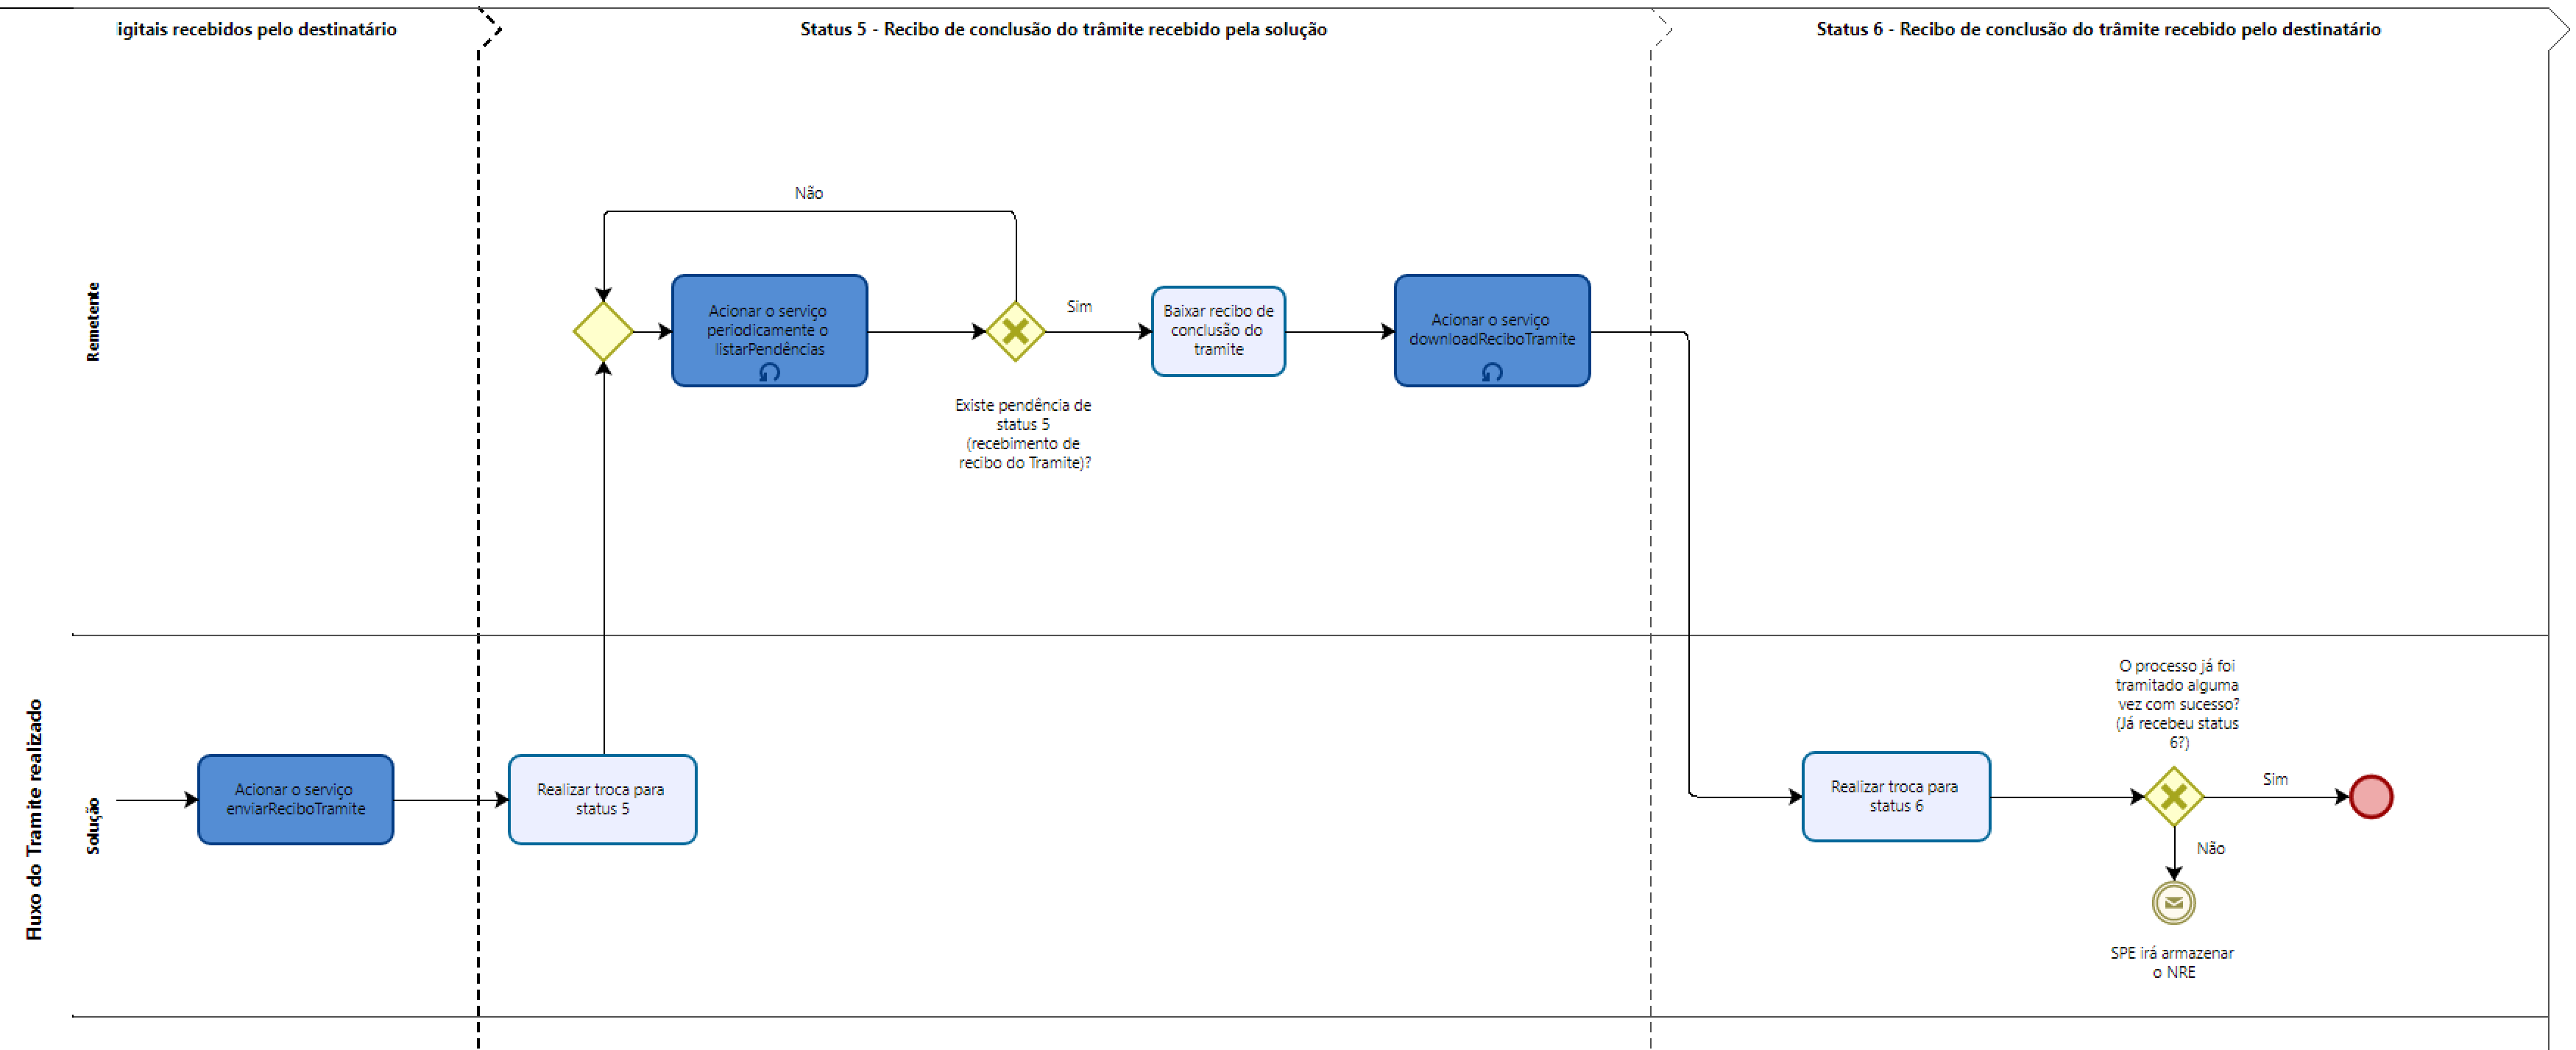 igitais recebidos pelo destinatário
Status 5 - Recibo de conclusão do trâmite recebido pela solução
Status 6 - Recibo de conclusão do trâmite recebido pelo destinatário
Fluxo do Tramite realizado
Remetente
Não
Acionar o serviço
periodicamente o
listarPendências
Sim
Existe pendência de
status 5
(recebimento de
recibo do Tramite)?
Baixar recibo de
conclusão do
tramite
Acionar o serviço
downloadReciboTramite
Solução
Acionar o serviço
enviarReciboTramite
Realizar troca para
status 5
Realizar troca para
status 6
O processo já foi
tramitado alguma
vez com sucesso?
(Já recebeu status
6?)
Sim
Não
SPE irá armazenar
o NRE